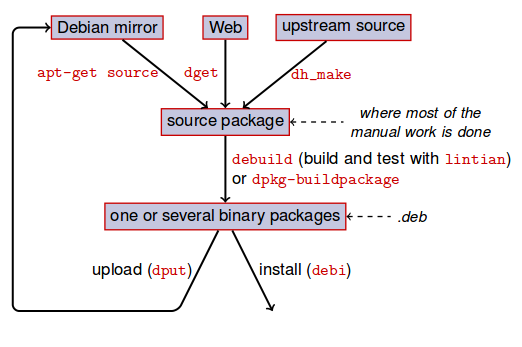 Debian mirror
Web
upstream source
apt-get source
dget
dh_make
source package
where most of the
manual work is done
debuild (build and test with lintian)
or dpkg-buildpackage
one or several binary packages
.deb
upload (dput)
install (debi)